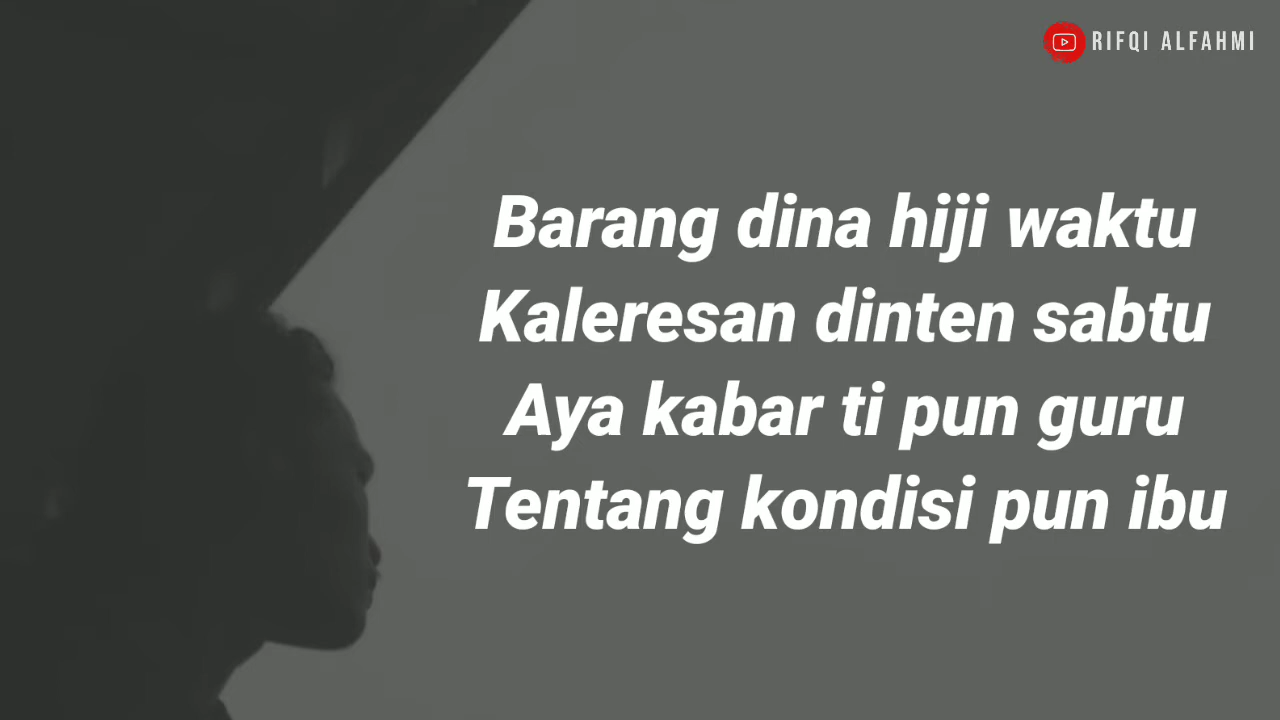 RIFQI ALFAHMI
Barang dina hiji waktu
Kaleresan dinten sabtu
Aya kabar ti pun guru
Tentang kondisi pun ibu